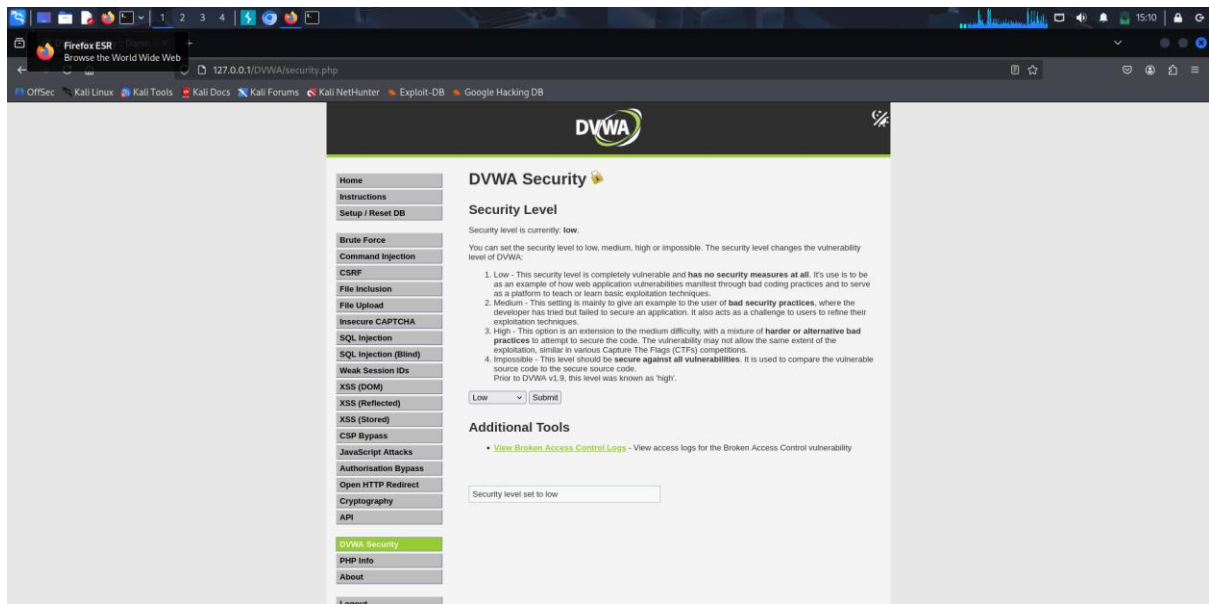 1 2 3 4
15:10
Firefox ESR
Browse the World Wide Web
127.0.0.1/DVWA/security.php
OffSec Kali Linux Kali Tools Kali Docs Kali Forums Kali NetHunter Exploit-DB Google Hacking DB
DVWA
Home
Instructions
Setup / Reset DB
Brute Force
Command Injection
CSRF
File Inclusion
File Upload
Insecure CAPTCHA
SQL Injection
SQL Injection (Blind)
Weak Session IDs
XSS (DOM)
XSS (Reflected)
XSS (Stored)
CSP Bypass
JavaScript Attacks
Authorisation Bypass
Open HTTP Redirect
Cryptography
API
DVWA Security
PHP Info
About
Logout
DVWA Security
Security Level
Security level is currently: low.
You can set the security level to low, medium, high or impossible. The security level changes the vulnerability
level of DVWA:
1. Low - This security level is completely vulnerable and has no security measures at all. It's use is to be
as an example of how web application vulnerabilities manifest through bad coding practices and to serve
as a platform to teach or learn basic exploitation techniques.
2. Medium - This setting is mainly to give an example to the user of bad security practices, where the
developer has tried but failed to secure an application. It also acts as a challenge to users to refine their
exploitation techniques.
3. High - This option is an extension to the medium difficulty, with a mixture of harder or alternative bad
practices to attempt to secure the code. The vulnerability may not allow the same extent of the
exploitation, similar in various Capture The Flags (CTFs) competitions.
4. Impossible - This level should be secure against all vulnerabilities. It is used to compare the vulnerable
source code to the secure source code.
Prior to DVWA v1.9, this level was known as 'high'.
Low Submit
Additional Tools
• View Broken Access Control Logs - View access logs for the Broken Access Control vulnerability
Security level set to low